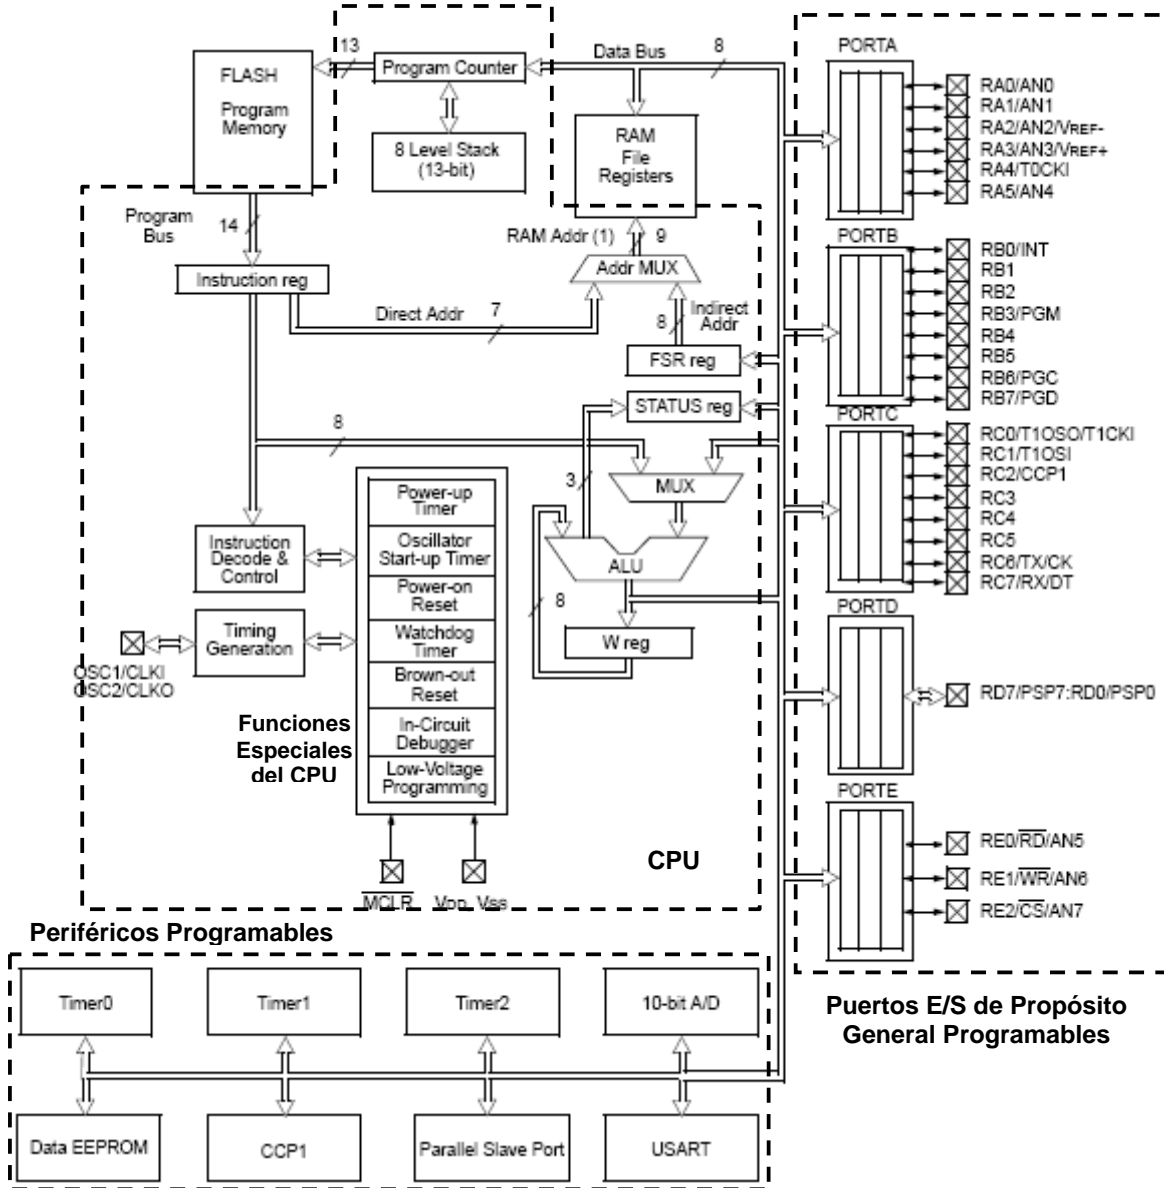 FLASH
Program
Memory
13
Program Counter
8 Level Stack
(13-bit)
Data Bus
8
RAM
File
Registers
Program
Bus
14
RAM Addr (1)
9
Addr MUX
Instruction reg
Direct Addr
7
8
Indirect
Addr
FSR reg
STATUS reg
8
3
MUX
ALU
8
W reg
Instruction
Decode &
Control
Timing
Generation
OSC1/CLKI
OSC2/CLKO
Power-up
Timer
Oscillator
Start-up Timer
Power-on
Reset
Watchdog
Timer
Brown-out
Reset
In-Circuit
Debugger
Low-Voltage
Programming
Funciones
Especiales
del CPU
MCLR
VDD, VSS
CPU
PORTA
RA0/AN0
RA1/AN1
RA2/AN2/VREF-
RA3/AN3/VREF+
RA4/T0CKI
RA5/AN4
PORTB
RB0/INT
RB1
RB2
RB3/PGM
RB4
RB5
RB6/PGC
RB7/PGD
PORTC
RC0/T1OSO/T1CKI
RC1/T1OSI
RC2/CCP1
RC3
RC4
RC5
RC6/TX/CK
RC7/RX/DT
PORTD
RD7/PSP7:RD0/PSP0
PORTE
RE0/RD/AN5
RE1/WR/AN6
RE2/CS/AN7
Puertos E/S de Propósito
General Programables
Periféricos Programables
Timer0
Timer1
Timer2
10-bit A/D
Data EEPROM
CCP1
Parallel Slave Port
USART